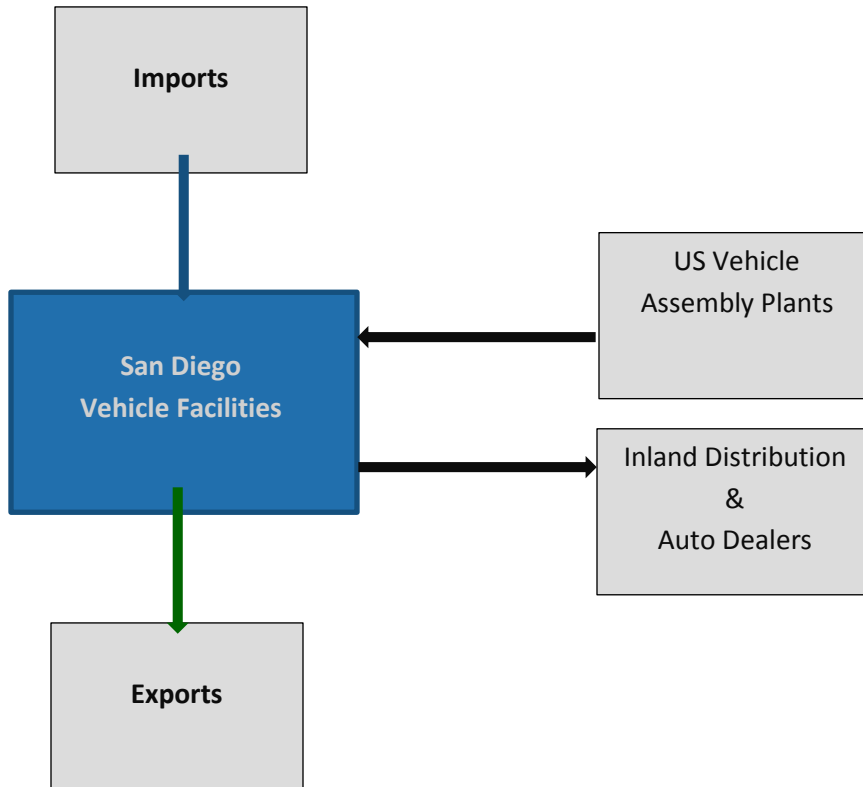 Imports
US Vehicle
Assembly Plants
San Diego
Vehicle Facilities
Inland Distribution
&
Auto Dealers
Exports